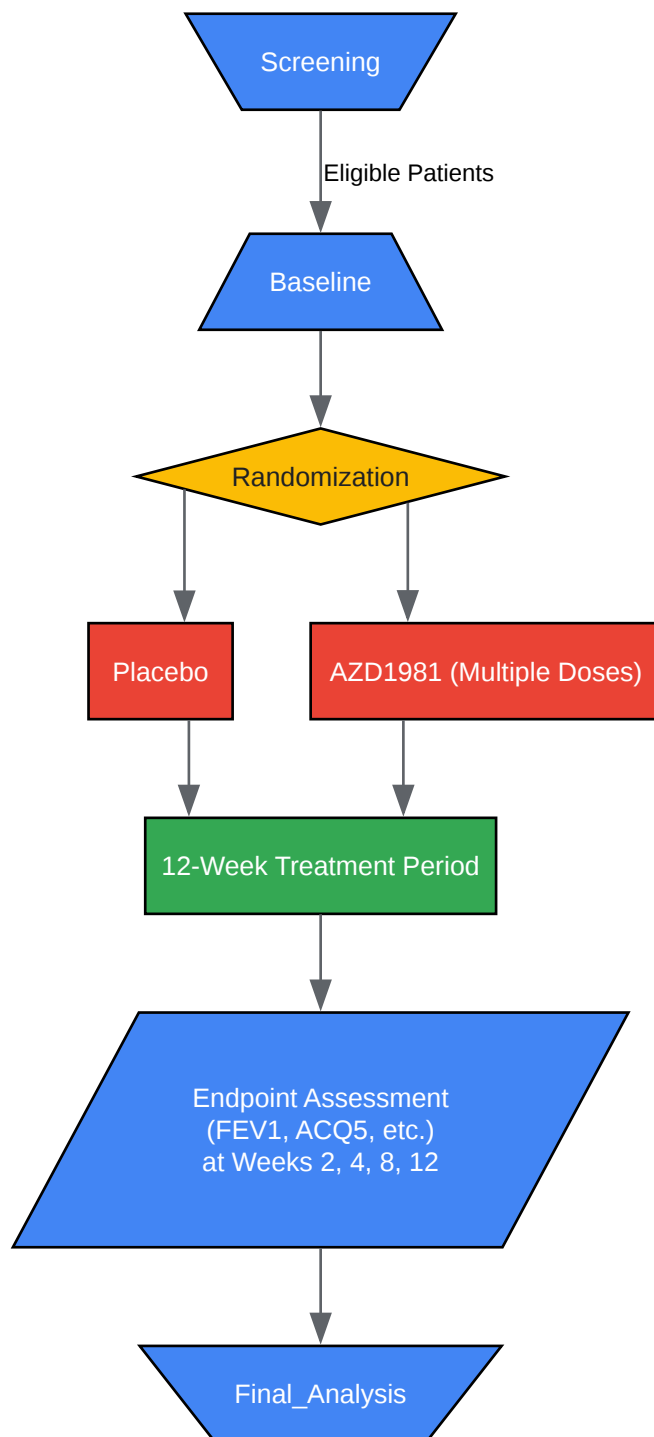 Screening
Eligible Patients
Baseline
Randomization
Placebo
AZD1981 (Multiple Doses)
12-Week Treatment Period
Endpoint Assessment
(FEV1, ACQ5, etc.)
at Weeks 2, 4, 8, 12
Final_Analysis